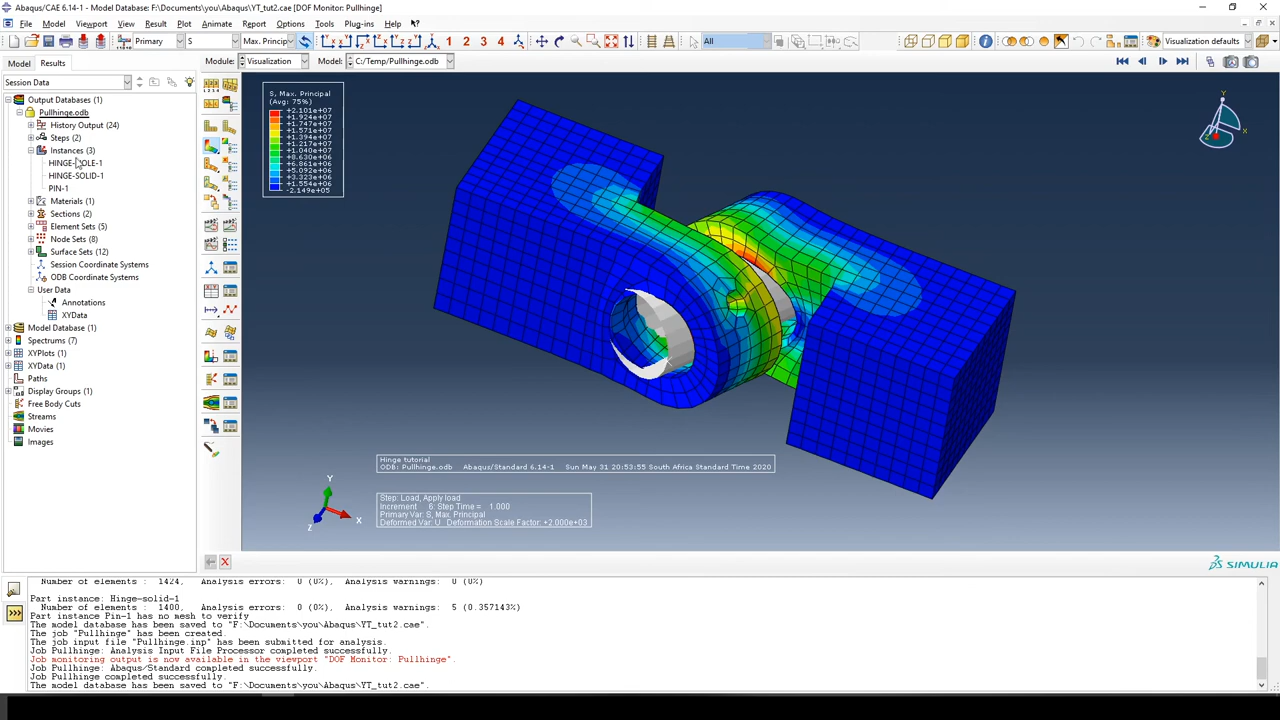 Abaqus/CAE 6.14-1 - Model Database: F:\Documents\you\Abaqus\YT_tut2.cae [DOF Monitor: Pullhinge]
File Model Viewport View Result Plot Animate Report Options Tools Plug-ins Help
Primary S Max. Princip 1 2 3 4 All Visualization defaults
Model Results Module: Visualization Model: C:/Temp/Pullhinge.odb
Session Data
Output Databases (1)
Pullhinge.odb
History Output (24)
Steps (2)
Instances (3)
HINGE-HOLE-1
HINGE-SOLID-1
PIN-1
Materials (1)
Sections (2)
Element Sets (5)
Node Sets (8)
Surface Sets (12)
Session Coordinate Systems
ODB Coordinate Systems
User Data
Annotations
XYData
Model Database (1)
Spectrums (7)
XYPlots (1)
XYData (1)
Paths
Display Groups (1)
Free Body Cuts
Streams
Movies
Images
S, Max. Principal
(Avg: 75%)
+2.101e+07
+1.924e+07
+1.747e+07
+1.571e+07
+1.394e+07
+1.217e+07
+1.040e+07
+8.630e+06
+6.861e+06
+5.092e+06
+3.323e+06
+1.554e+06
-2.149e+05
Y
X
Z
Hinge tutorial
ODB: Pullhinge.odb Abaqus/Standard 6.14-1 Sun May 31 20:53:55 South Africa Standard Time 2020
Step: Load, Apply load
Increment 6: Step Time = 1.000
Primary Var: S, Max. Principal
Deformed Var: U Deformation Scale Factor: +2.000e+03
Y
X
Z
SIMULIA
Number of elements : 1424, Analysis errors: 0 (0%), Analysis warnings: 0 (0%)
Part instance: Hinge-solid-1
Number of elements : 1400, Analysis errors: 0 (0%), Analysis warnings: 5 (0.357143%)
Part instance Pin-1 has no mesh to verify
The model database has been saved to "F:\Documents\you\Abaqus\YT_tut2.cae".
The job "Pullhinge" has been created.
The job input file "Pullhinge.inp" has been submitted for analysis.
Job Pullhinge: Analysis Input File Processor completed successfully.
Job monitoring output is now available in the viewport "DOF Monitor: Pullhinge".
Job Pullhinge: Abaqus/Standard completed successfully.
Job Pullhinge completed successfully.
The model database has been saved to "F:\Documents\you\Abaqus\YT_tut2.cae".